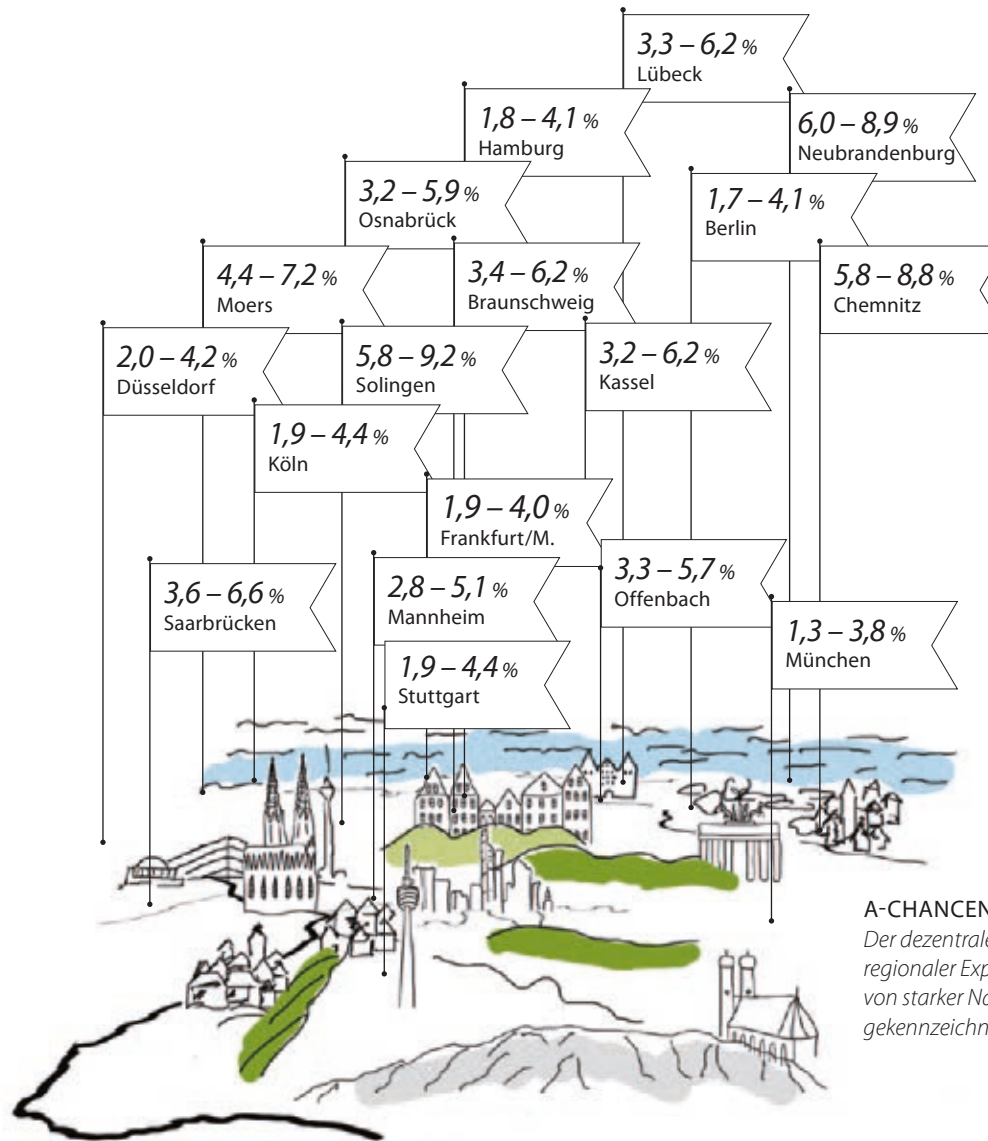 3,3 – 6,2 %
Lübeck
1,8 – 4,1 %
Hamburg
6,0 – 8,9 %
Neubrandenburg
3,2 – 5,9 %
Osnabrück
1,7 – 4,1 %
Berlin
4,4 – 7,2 %
Moers
3,4 – 6,2 %
Braunschweig
5,8 – 8,8 %
Chemnitz
2,0 – 4,2 %
Düsseldorf
5,8 – 9,2 %
Solingen
3,2 – 6,2 %
Kassel
1,9 – 4,4 %
Köln
1,9 – 4,0 %
Frankfurt/M.
3,6 – 6,6 %
Saarbrücken
2,8 – 5,1 %
Mannheim
3,3 – 5,7 %
Offenbach
1,3 – 3,8 %
München
1,9 – 4,4 %
Stuttgart
A-CHANCEN
Der dezentrale
regionaler Exp
von starker Na
gekennzeichn